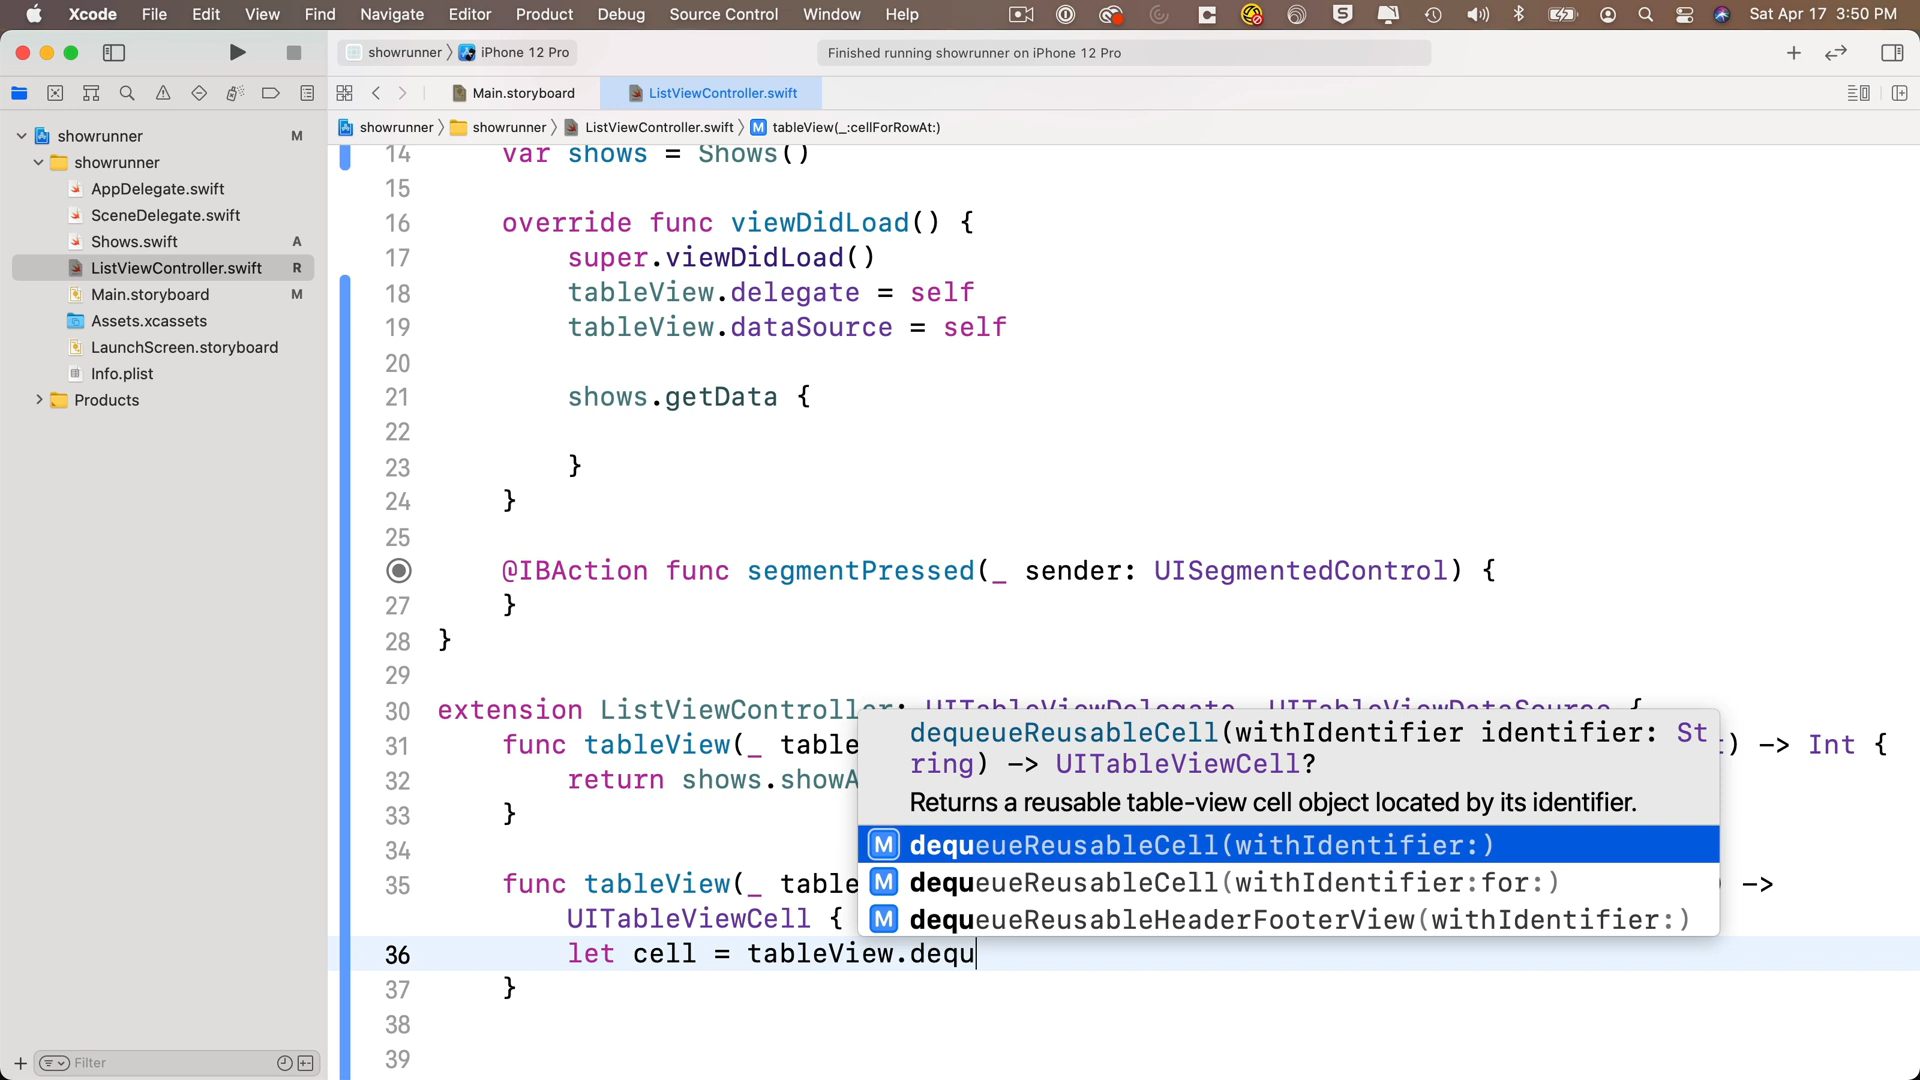 Xcode File Edit View Find Navigate Editor Product Debug Source Control Window Help Sat Apr 17 3:50 PM
showrunner iPhone 12 Pro Finished running showrunner on iPhone 12 Pro
Main.storyboard ListViewController.swift
showrunner showrunner ListViewController.swift M tableView(_:cellForRowAt:)
showrunner M
showrunner
AppDelegate.swift
SceneDelegate.swift
Shows.swift A
ListViewController.swift R
Main.storyboard M
Assets.xcassets
LaunchScreen.storyboard
Info.plist
Products
Filter
14 var shows = Shows()
15
16 override func viewDidLoad() {
17 super.viewDidLoad()
18 tableView.delegate = self
19 tableView.dataSource = self
20
21 shows.getData {
22
23 }
24 }
25
@IBAction func segmentPressed(_ sender: UISegmentedControl) {
27 }
28 }
29
30 extension ListViewController: UITableViewDelegate, UITableViewDataSource {
31 func tableView(_ table ) -> Int {
32 return shows.showA
33 }
34
35 func tableView(_ table ) ->
UITableViewCell {
36 let cell = tableView.dequ
37 }
38
39
dequeueReusableCell(withIdentifier identifier: St
ring) -> UITableViewCell?
Returns a reusable table-view cell object located by its identifier.
M dequeueReusableCell(withIdentifier:)
M dequeueReusableCell(withIdentifier:for:)
M dequeueReusableHeaderFooterView(withIdentifier:)